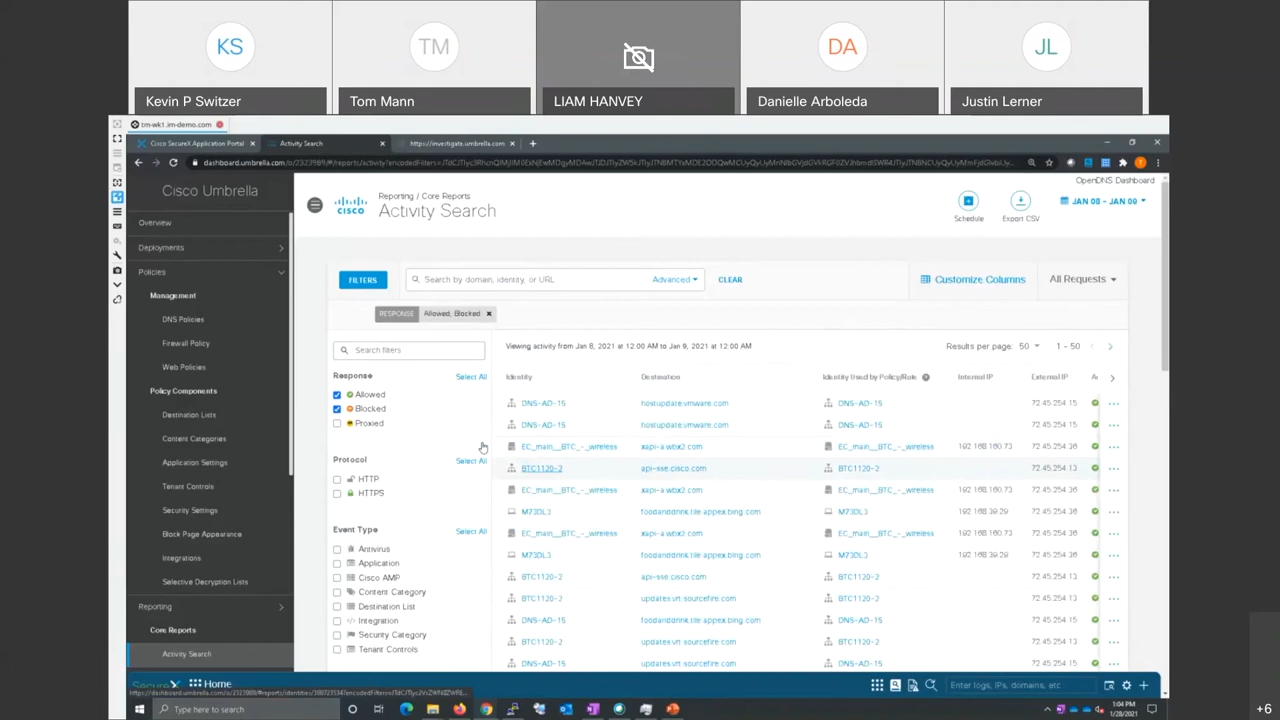 KS
TM
DA
JL
Kevin P Switzer
Tom Mann
LIAM HANVEY
Danielle Arboleda
Justin Lerner
tm-wk1.im-demo.com
Cisco SecureX Application Portal
Activity Search
https://investigate.umbrella.com
Cisco Umbrella
Overview
Deployments
Policies
Management
DNS Policies
Firewall Policy
Web Policies
Policy Components
Destination Lists
Content Categories
Application Settings
Tenant Controls
Security Settings
Block Page Appearance
Integrations
Selective Decryption Lists
Reporting
Core Reports
Activity Search
OpenDNS Dashboard
CISCO
Reporting / Core Reports
Activity Search
Schedule
Export CSV
JAN 08 - JAN 09
FILTERS
Search by domain, identity, or URL
Advanced
CLEAR
Customize Columns
All Requests
RESPONSE Allowed, Blocked
Search filters
Viewing activity from Jan 8, 2021 at 12:00 AM to Jan 9, 2021 at 12:00 AM
Results per page: 50 1 - 50
Response Select All
Allowed
Blocked
Proxied
Protocol Select All
HTTP
HTTPS
Event Type Select All
Antivirus
Application
Cisco AMP
Content Category
Destination List
Integration
Security Category
Tenant Controls
Identity Destination Identity Used by Policy/Rule Internal IP External IP
DNS-AD-15 hostupdate.vmware.com DNS-AD-15 72.45.254.15
DNS-AD-15 hostupdate.vmware.com DNS-AD-15 72.45.254.15
EC_main__BTC_-_wireless xapi-a.wbx2.com EC_main__BTC_-_wireless 192.168.160.73 72.45.254.36
BTC1120-2 api-sse.cisco.com BTC1120-2 72.45.254.13
EC_main__BTC_-_wireless xapi-a.wbx2.com EC_main__BTC_-_wireless 192.168.160.73 72.45.254.36
M73DL3 foodanddrink.tile.appex.bing.com M73DL3 192.168.39.29 72.45.254.36
EC_main__BTC_-_wireless xapi-a.wbx2.com EC_main__BTC_-_wireless 192.168.160.73 72.45.254.36
M73DL3 foodanddrink.tile.appex.bing.com M73DL3 192.168.39.29 72.45.254.36
BTC1120-2 api-sse.cisco.com BTC1120-2 72.45.254.13
BTC1120-2 updates.vrt.sourcefire.com BTC1120-2 72.45.254.13
DNS-AD-15 foodanddrink.tile.appex.bing.com DNS-AD-15 72.45.254.15
BTC1120-2 updates.vrt.sourcefire.com BTC1120-2 72.45.254.13
DNS-AD-15 updates.vrt.sourcefire.com DNS-AD-15 72.45.254.15
Home
Enter logs, IPs, domains, etc
Type here to search
1:04 PM
1/28/2021
+6